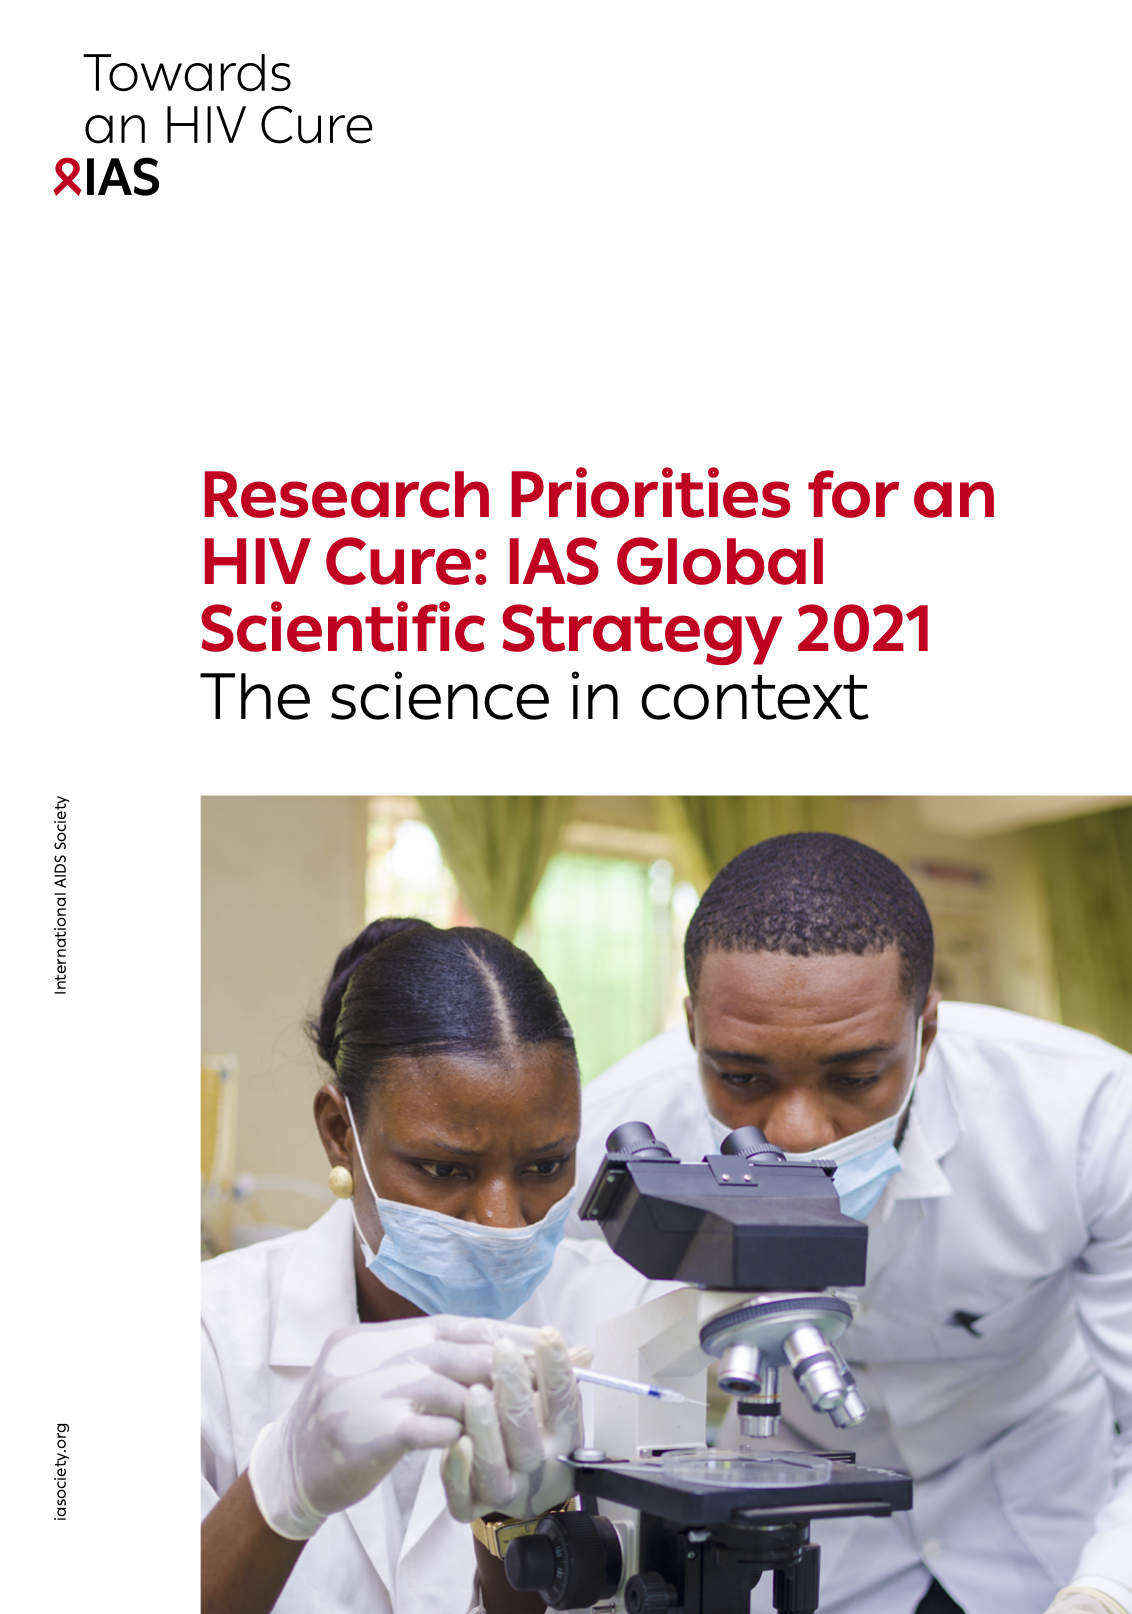 Towards
an HIV Cure
IAS
Research Priorities for an
HIV Cure: IAS Global
Scientific Strategy 2021
The science in context
International AIDS Society
iasociety.org